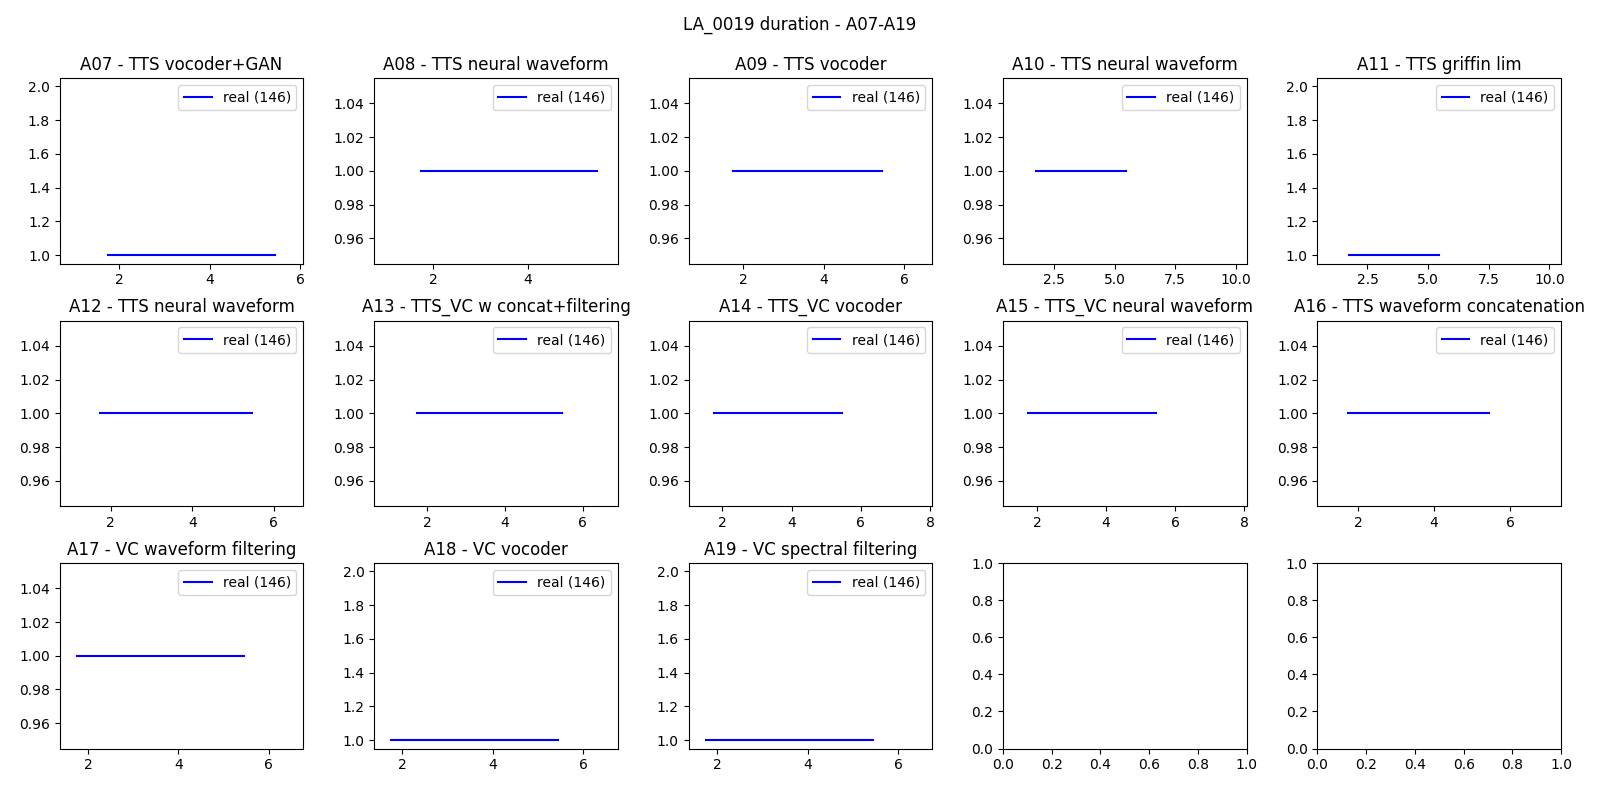 LA_0019 duration - A07-A19
A07 - TTS vocoder+GAN
A08 - TTS neural waveform
A09 - TTS vocoder
A10 - TTS neural waveform
A11 - TTS griffin lim
real (146)
real (146)
real (146)
real (146)
real (146)
2.0
1.8
1.6
1.4
1.2
1.0
1.04
1.02
1.00
0.98
0.96
1.04
1.02
1.00
0.98
0.96
1.04
1.02
1.00
0.98
0.96
2.0
1.8
1.6
1.4
1.2
1.0
2 4 6
2 4
2 4 6
2.5 5.0 7.5 10.0
2.5 5.0 7.5 10.0
A12 - TTS neural waveform
A13 - TTS_VC w concat+filtering
A14 - TTS_VC vocoder
A15 - TTS_VC neural waveform
A16 - TTS waveform concatenation
real (146)
real (146)
real (146)
real (146)
real (146)
1.04
1.02
1.00
0.98
0.96
1.04
1.02
1.00
0.98
0.96
1.04
1.02
1.00
0.98
0.96
1.04
1.02
1.00
0.98
0.96
1.04
1.02
1.00
0.98
0.96
2 4 6
2 4 6
2 4 6 8
2 4 6 8
2 4 6
A17 - VC waveform filtering
A18 - VC vocoder
A19 - VC spectral filtering
real (146)
real (146)
real (146)
1.04
1.02
1.00
0.98
0.96
2.0
1.8
1.6
1.4
1.2
1.0
2.0
1.8
1.6
1.4
1.2
1.0
1.0
0.8
0.6
0.4
0.2
0.0
1.0
0.8
0.6
0.4
0.2
0.0
2 4 6
2 4 6
2 4 6
0.0 0.2 0.4 0.6 0.8 1.0
0.0 0.2 0.4 0.6 0.8 1.0